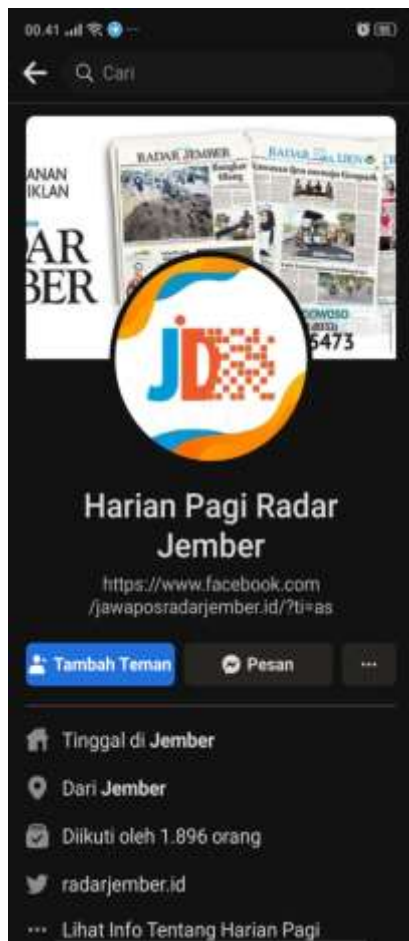 00.41
Cari
ANAN
IKLAN
AR
BER
RADAR JEMBER
RADAR
IJEN
6473
JD
Harian Pagi Radar
Jember
https://www.facebook.com
/jawaposradarjember.id/?ti=as
Tambah Teman
Pesan
Tinggal di Jember
Dari Jember
Diikuti oleh 1.896 orang
radarjember.id
Lihat Info Tentang Harian Pagi